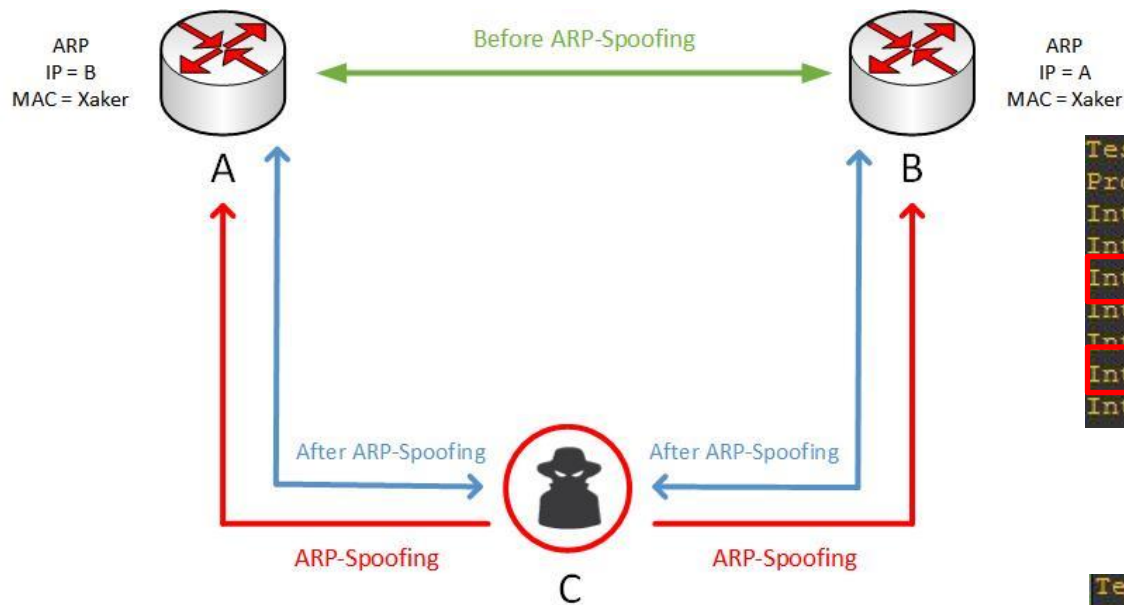 Before ARP-Spoofing
ARP
IP = B
MAC = Xaker
ARP
IP = A
MAC = Xaker
A
B
After ARP-Spoofing
After ARP-Spoofing
ARP-Spoofing
ARP-Spoofing
C